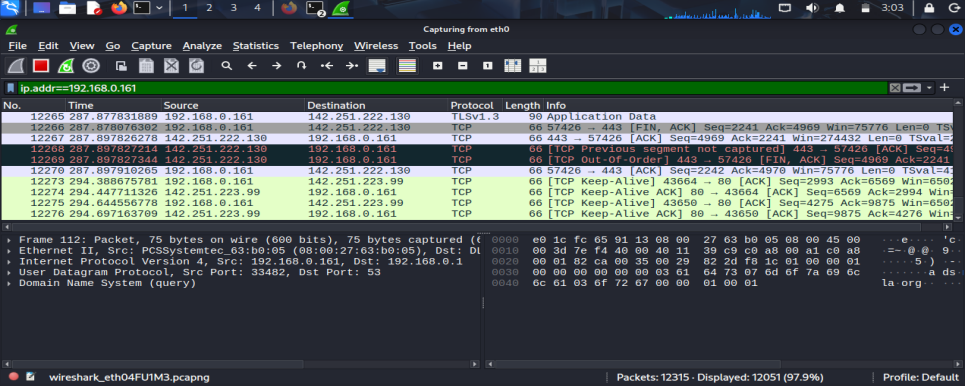 1 2 3 4 2 3:03
Capturing from eth0
File Edit View Go Capture Analyze Statistics Telephony Wireless Tools Help
ip.addr==192.168.0.161
No. Time Source Destination Protocol Length Info
12265 287.877831889 192.168.0.161 142.251.222.130 TLSv1.3 90 Application Data
12266 287.878076302 192.168.0.161 142.251.222.130 TCP 66 57426 → 443 [FIN, ACK] Seq=2241 Ack=4969 Win=75776 Len=0 TSv
12267 287.897826278 142.251.222.130 192.168.0.161 TCP 66 443 → 57426 [ACK] Seq=4969 Ack=2241 Win=274432 Len=0 TSval=2
12268 287.897827214 142.251.222.130 192.168.0.161 TCP 66 [TCP Previous segment not captured] 443 → 57426 [ACK] Seq=49
12269 287.897827344 142.251.222.130 192.168.0.161 TCP 66 [TCP Out-Of-Order] 443 → 57426 [FIN, ACK] Seq=4969 Ack=2241
12270 287.897910265 192.168.0.161 142.251.222.130 TCP 66 57426 → 443 [ACK] Seq=2242 Ack=4970 Win=75776 Len=0 TSval=41
12273 294.388675781 192.168.0.161 142.251.223.99 TCP 66 [TCP Keep-Alive] 43664 → 80 [ACK] Seq=2993 Ack=6569 Win=6502
12274 294.447711326 142.251.223.99 192.168.0.161 TCP 66 [TCP Keep-Alive ACK] 80 → 43664 [ACK] Seq=6569 Ack=2994 Win=
12275 294.644556778 192.168.0.161 142.251.223.99 TCP 66 [TCP Keep-Alive] 43650 → 80 [ACK] Seq=4275 Ack=9875 Win=6502
12276 294.697163709 142.251.223.99 192.168.0.161 TCP 66 [TCP Keep-Alive ACK] 80 → 43650 [ACK] Seq=9875 Ack=4276 Win=
Frame 112: Packet, 75 bytes on wire (600 bits), 75 bytes captured (6
Ethernet II, Src: PCSSystemtec_63:b0:05 (08:00:27:63:b0:05), Dst: DL
Internet Protocol Version 4, Src: 192.168.0.161, Dst: 192.168.0.1
User Datagram Protocol, Src Port: 33482, Dst Port: 53
Domain Name System (query)
0000 e0 1c fc 65 91 13 08 00 27 63 b0 05 08 00 45 00 ···e···· 'c
0010 00 3d 7e f4 40 00 40 11 39 c9 c0 a8 00 a1 c0 a8 ·=~·@·@· 9
0020 00 01 82 ca 00 35 00 29 82 2d f8 1c 01 00 00 01 ·····5·) ·-
0030 00 00 00 00 00 00 03 61 64 73 07 6d 6f 7a 69 6c ·······a ds
0040 6c 61 03 6f 72 67 00 00 01 00 01 la·org·· ···
wireshark_eth04FU1M3.pcapng Packets: 12315 · Displayed: 12051 (97.9%) Profile: Default